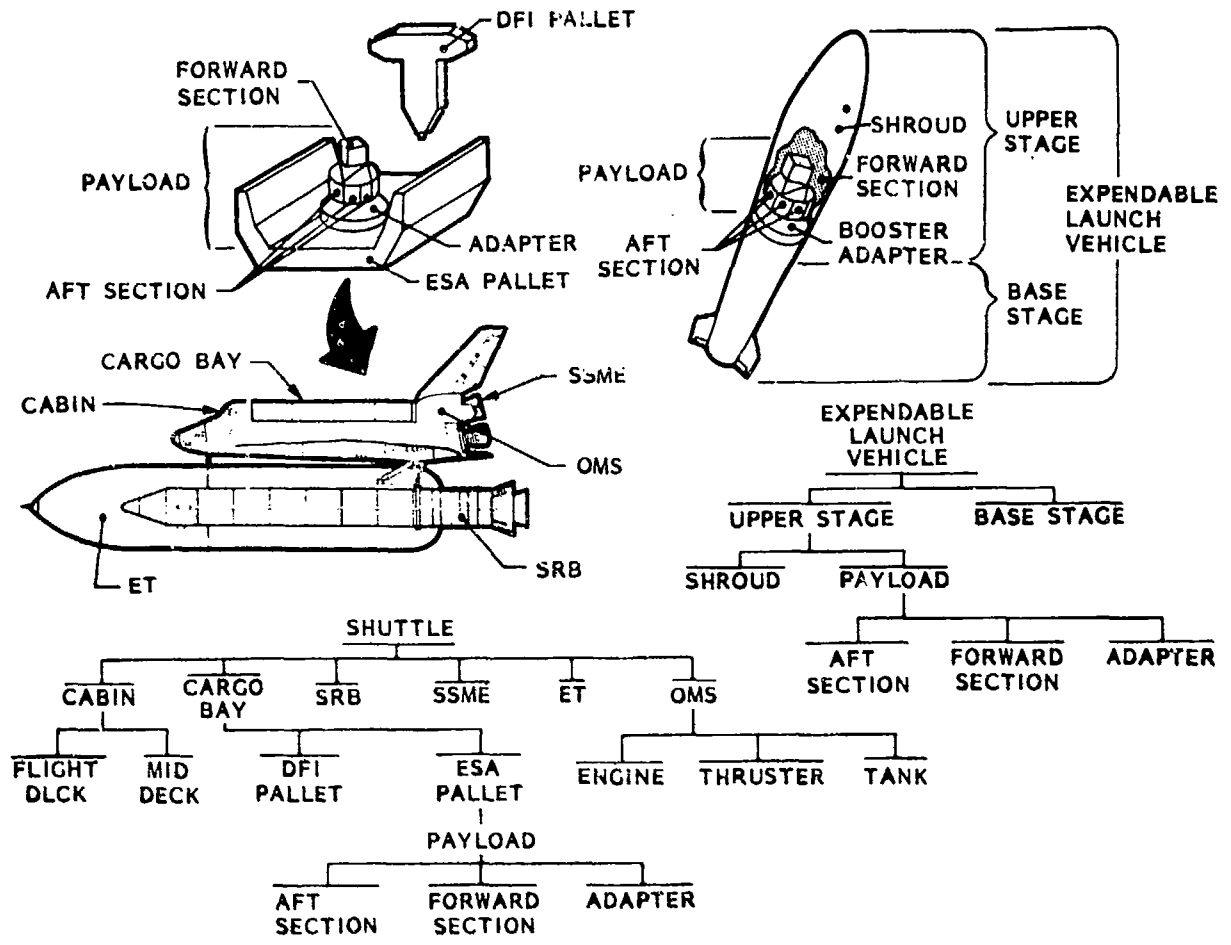 DFI PALLET
FORWARD
SECTION
PAYLOAD
ADAPTER
ESA PALLET
AFT SECTION
SHROUD
UPPER
STAGE
PAYLOAD
FORWARD
SECTION
EXPENDABLE
LAUNCH
VEHICLE
AFT
SECTION
BOOSTER
ADAPTER
BASE
STAGE
CARGO BAY
SSME
CABIN
OMS
SRB
ET
EXPENDABLE
LAUNCH
VEHICLE
UPPER STAGE
BASE STAGE
SHROUD
PAYLOAD
AFT
SECTION
FORWARD
SECTION
ADAPTER
SHUTTLE
CABIN
CARGO
BAY
SRB
SSME
ET
OMS
FLIGHT
DLCK
MID
DECK
DFI
PALLET
ESA
PALLET
ENGINE
THRUSTER
TANK
PAYLOAD
AFT
SECTION
FORWARD
SECTION
ADAPTER